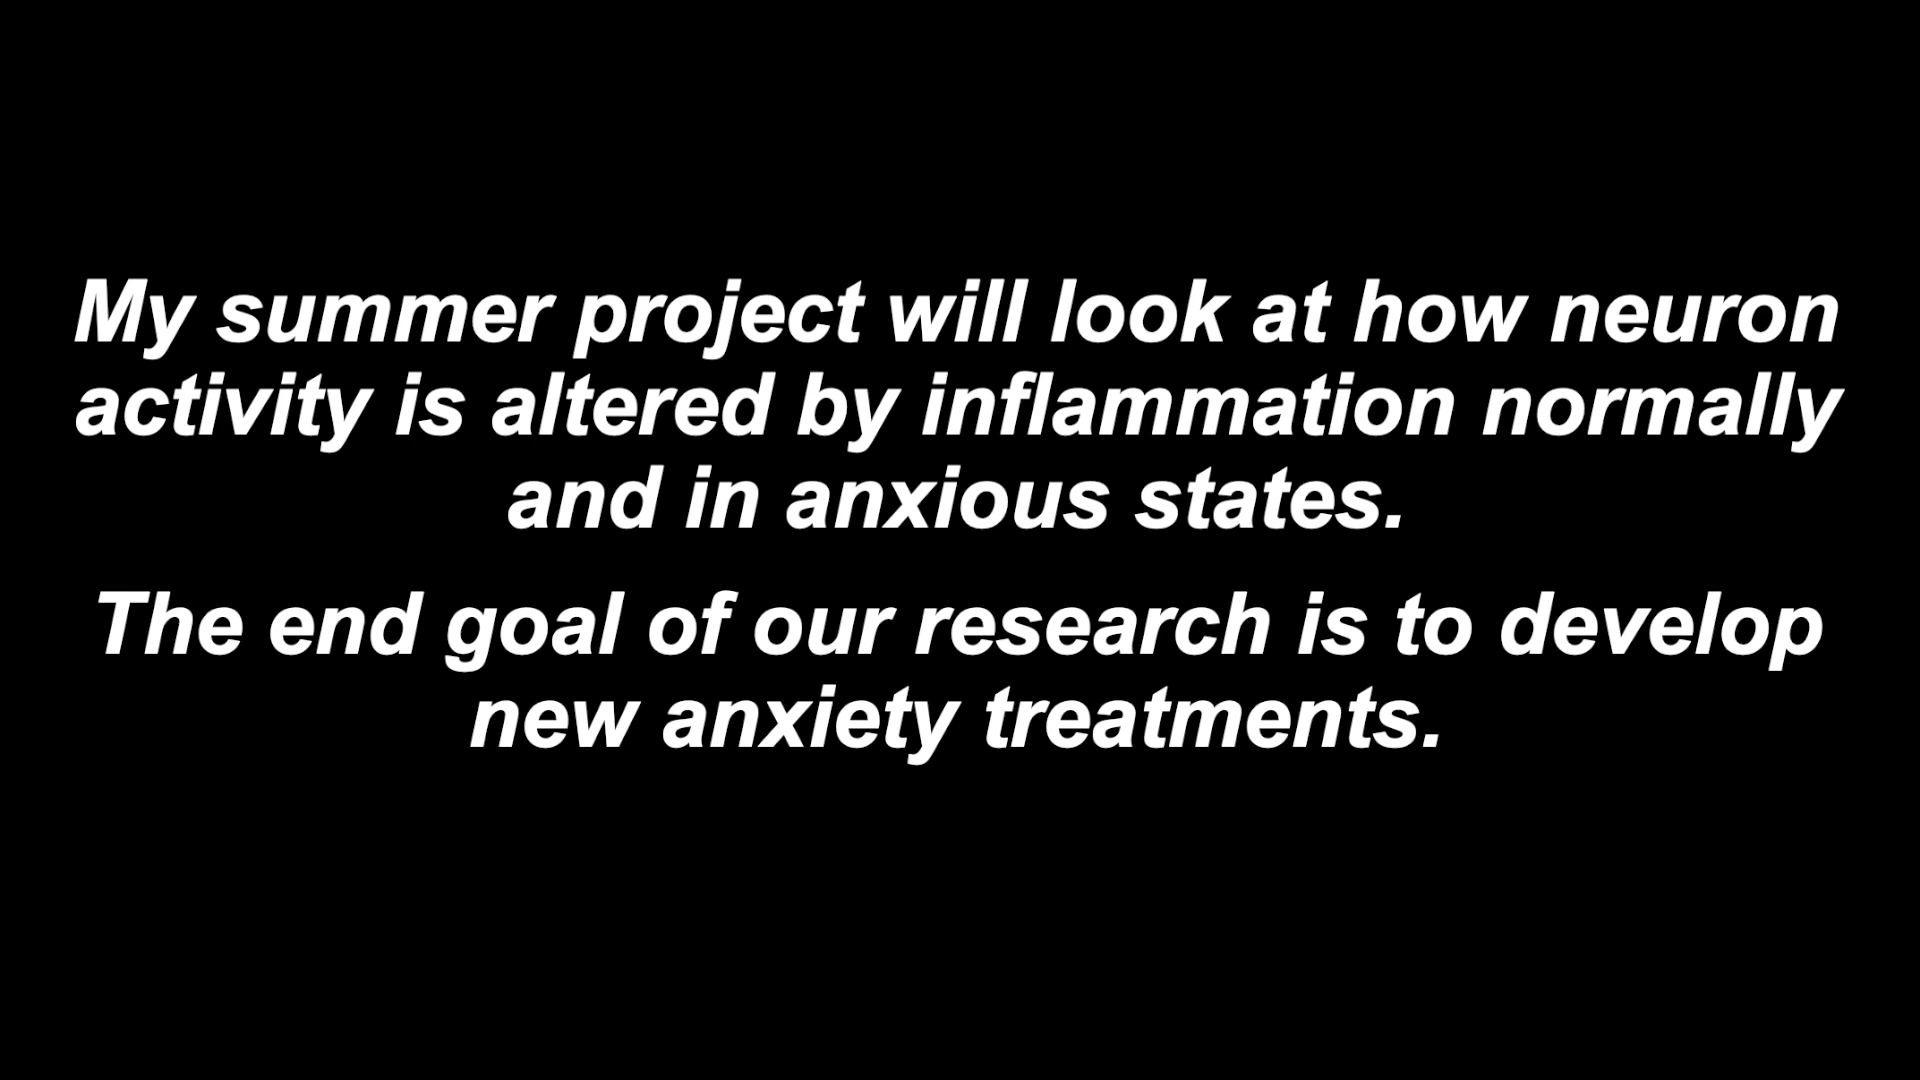 My summer project will look at how neuron
activity is altered by inflammation normally
and in anxious states.
The end goal of our research is to develop
new anxiety treatments.